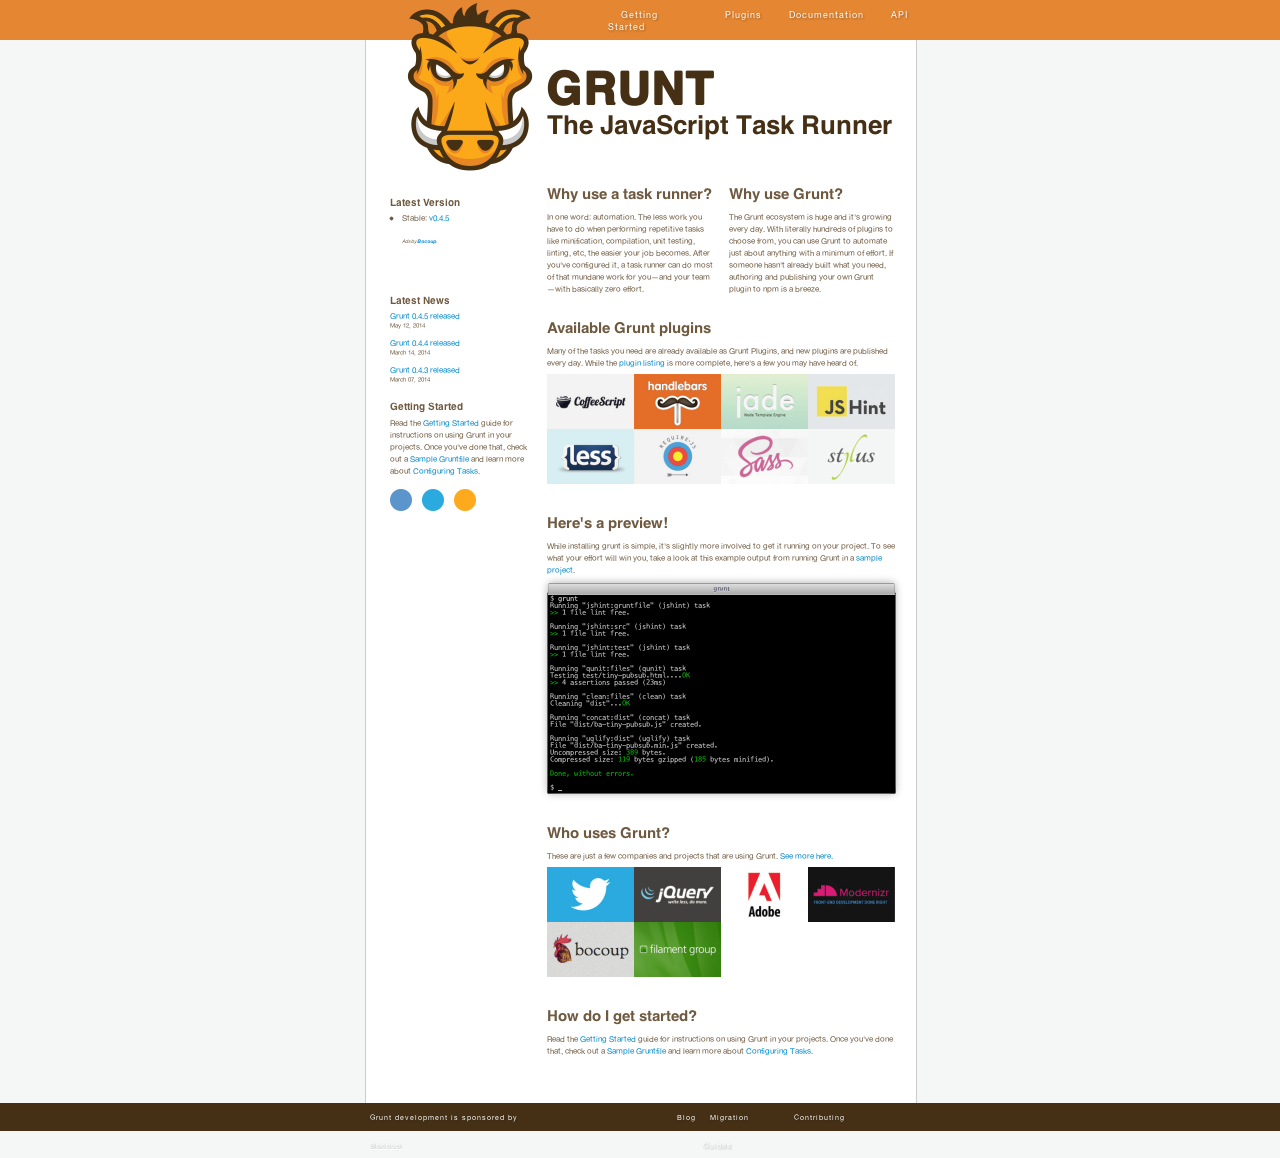 Getting
Started
Plugins
Documentation
API
GRUNT
The JavaScript Task Runner
Latest Version
Stable: v0.4.5
Ads by Bocoup
Latest News
Grunt 0.4.5 released
May 12, 2014
Grunt 0.4.4 released
March 14, 2014
Grunt 0.4.3 released
March 07, 2014
Getting Started
Read the Getting Started guide for
instructions on using Grunt in your
projects. Once you've done that, check
out a Sample Gruntfile and learn more
about Configuring Tasks.
Why use a task runner?
In one word: automation. The less work you
have to do when performing repetitive tasks
like minification, compilation, unit testing,
linting, etc, the easier your job becomes. After
you've configured it, a task runner can do most
of that mundane work for you—and your team
—with basically zero effort.
Why use Grunt?
The Grunt ecosystem is huge and it's growing
every day. With literally hundreds of plugins to
choose from, you can use Grunt to automate
just about anything with a minimum of effort. If
someone hasn't already built what you need,
authoring and publishing your own Grunt
plugin to npm is a breeze.
Available Grunt plugins
Many of the tasks you need are already available as Grunt Plugins, and new plugins are published
every day. While the plugin listing is more complete, here's a few you may have heard of.
CoffeeScript
handlebars
jade
Node Template Engine
JS Hint
{less}
REQUIRE JS
Sass
stylus
Here's a preview!
While installing grunt is simple, it's slightly more involved to get it running on your project. To see
what your effort will win you, take a look at this example output from running Grunt in a sample
project.
grunt
$ grunt
Running "jshint:gruntfile" (jshint) task
>> 1 file lint free.
Running "jshint:src" (jshint) task
>> 1 file lint free.
Running "jshint:test" (jshint) task
>> 1 file lint free.
Running "qunit:files" (qunit) task
Testing test/tiny-pubsub.html....OK
>> 4 assertions passed (23ms)
Running "clean:files" (clean) task
Cleaning "dist"...OK
Running "concat:dist" (concat) task
File "dist/ba-tiny-pubsub.js" created.
Running "uglify:dist" (uglify) task
File "dist/ba-tiny-pubsub.min.js" created.
Uncompressed size: 389 bytes.
Compressed size: 119 bytes gzipped (185 bytes minified).
Done, without errors.
$ _
Who uses Grunt?
These are just a few companies and projects that are using Grunt. See more here.
jQuery
write less, do more.
Adobe
Modernizr
FRONT-END DEVELOPMENT DONE RIGHT
bocoup
filament group
How do I get started?
Read the Getting Started guide for instructions on using Grunt in your projects. Once you've done
that, check out a Sample Gruntfile and learn more about Configuring Tasks.
Grunt development is sponsored by
Blog
Migration
Contributing
Bocoup
Guides